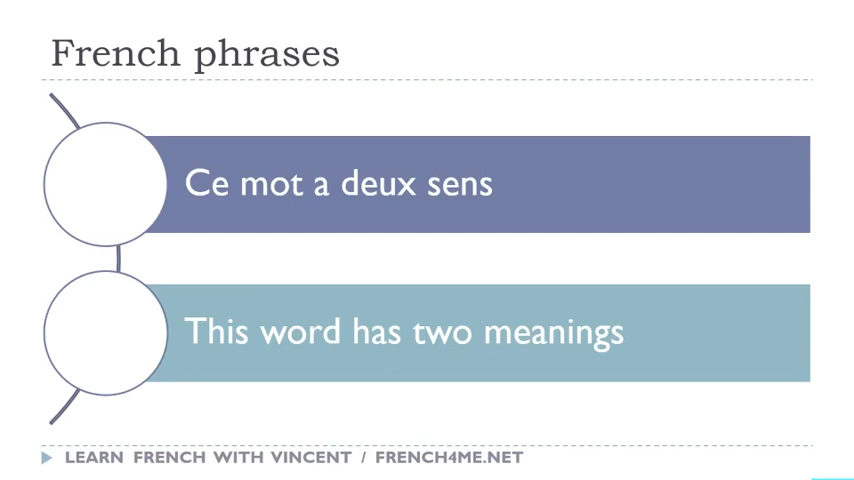 French phrases
Ce mot a deux sens
This word has two meanings
LEARN FRENCH WITH VINCENT / FRENCH4ME.NET